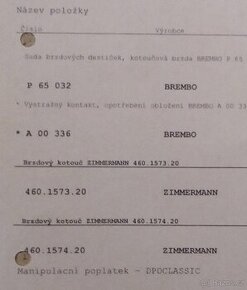 Název položky
Číslo Výrobce
Sada brzdových destiček, kotoučová brzda BREMBO P 65
P 65 032 BREMBO
* Výstražný kontakt, opotřebení obložení BREMBO A 00 33
* A 00 336 BREMBO
Brzdový kotouč ZIMMERMANN 460.1573.20
460.1573.20 ZIMMERMANN
Brzdový kotouč ZIMMERMANN 460.1574.20
460.1574.20 ZIMMERMANN
Manipolacní poplatek - DPDCLASSIC